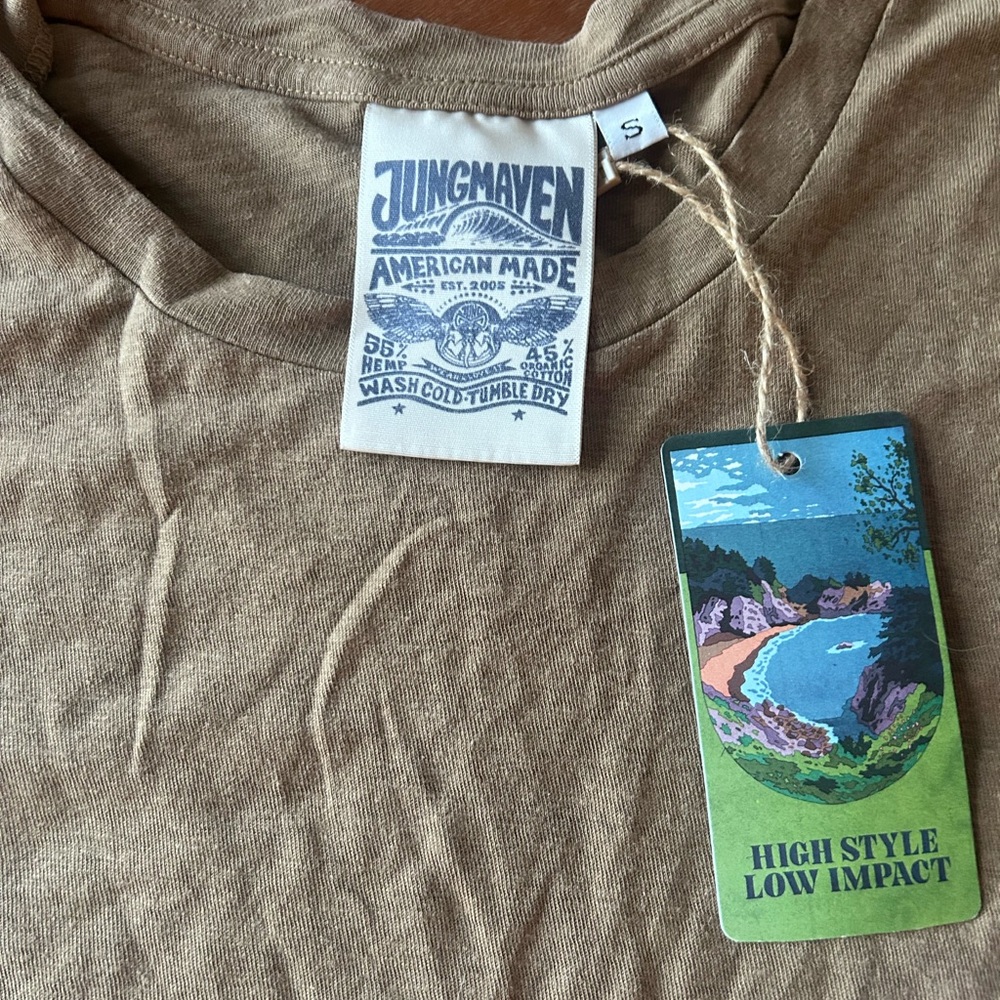 JUNGMAVEN
S
AMERICAN MADE
EST. 2005
55%
HEMP
45%
ORGANIC
COTTON
WASH COLD·TUMBLE DRY
HIGH STYLE
LOW IMPACT